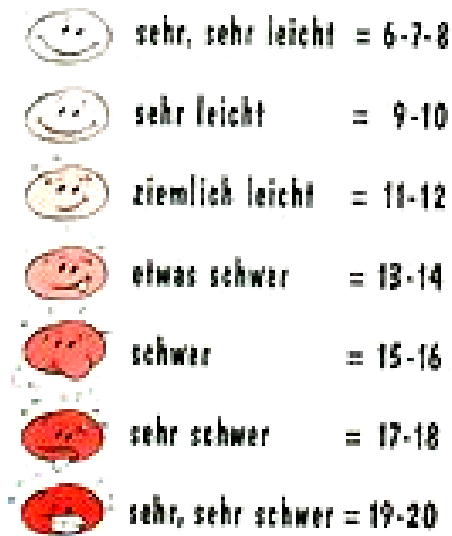 sehr, sehr leicht = 6-7-8
sehr leicht = 9-10
ziemlich leicht = 11-12
etwas schwer = 13-14
schwer = 15-16
sehr schwer = 17-18
sehr, sehr schwer = 19-20